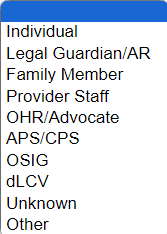 Individual
Legal Guardian/AR
Family Member
Provider Staff
OHR/Advocate
APS/CPS
OSIG
dLCV
Unknown
Other